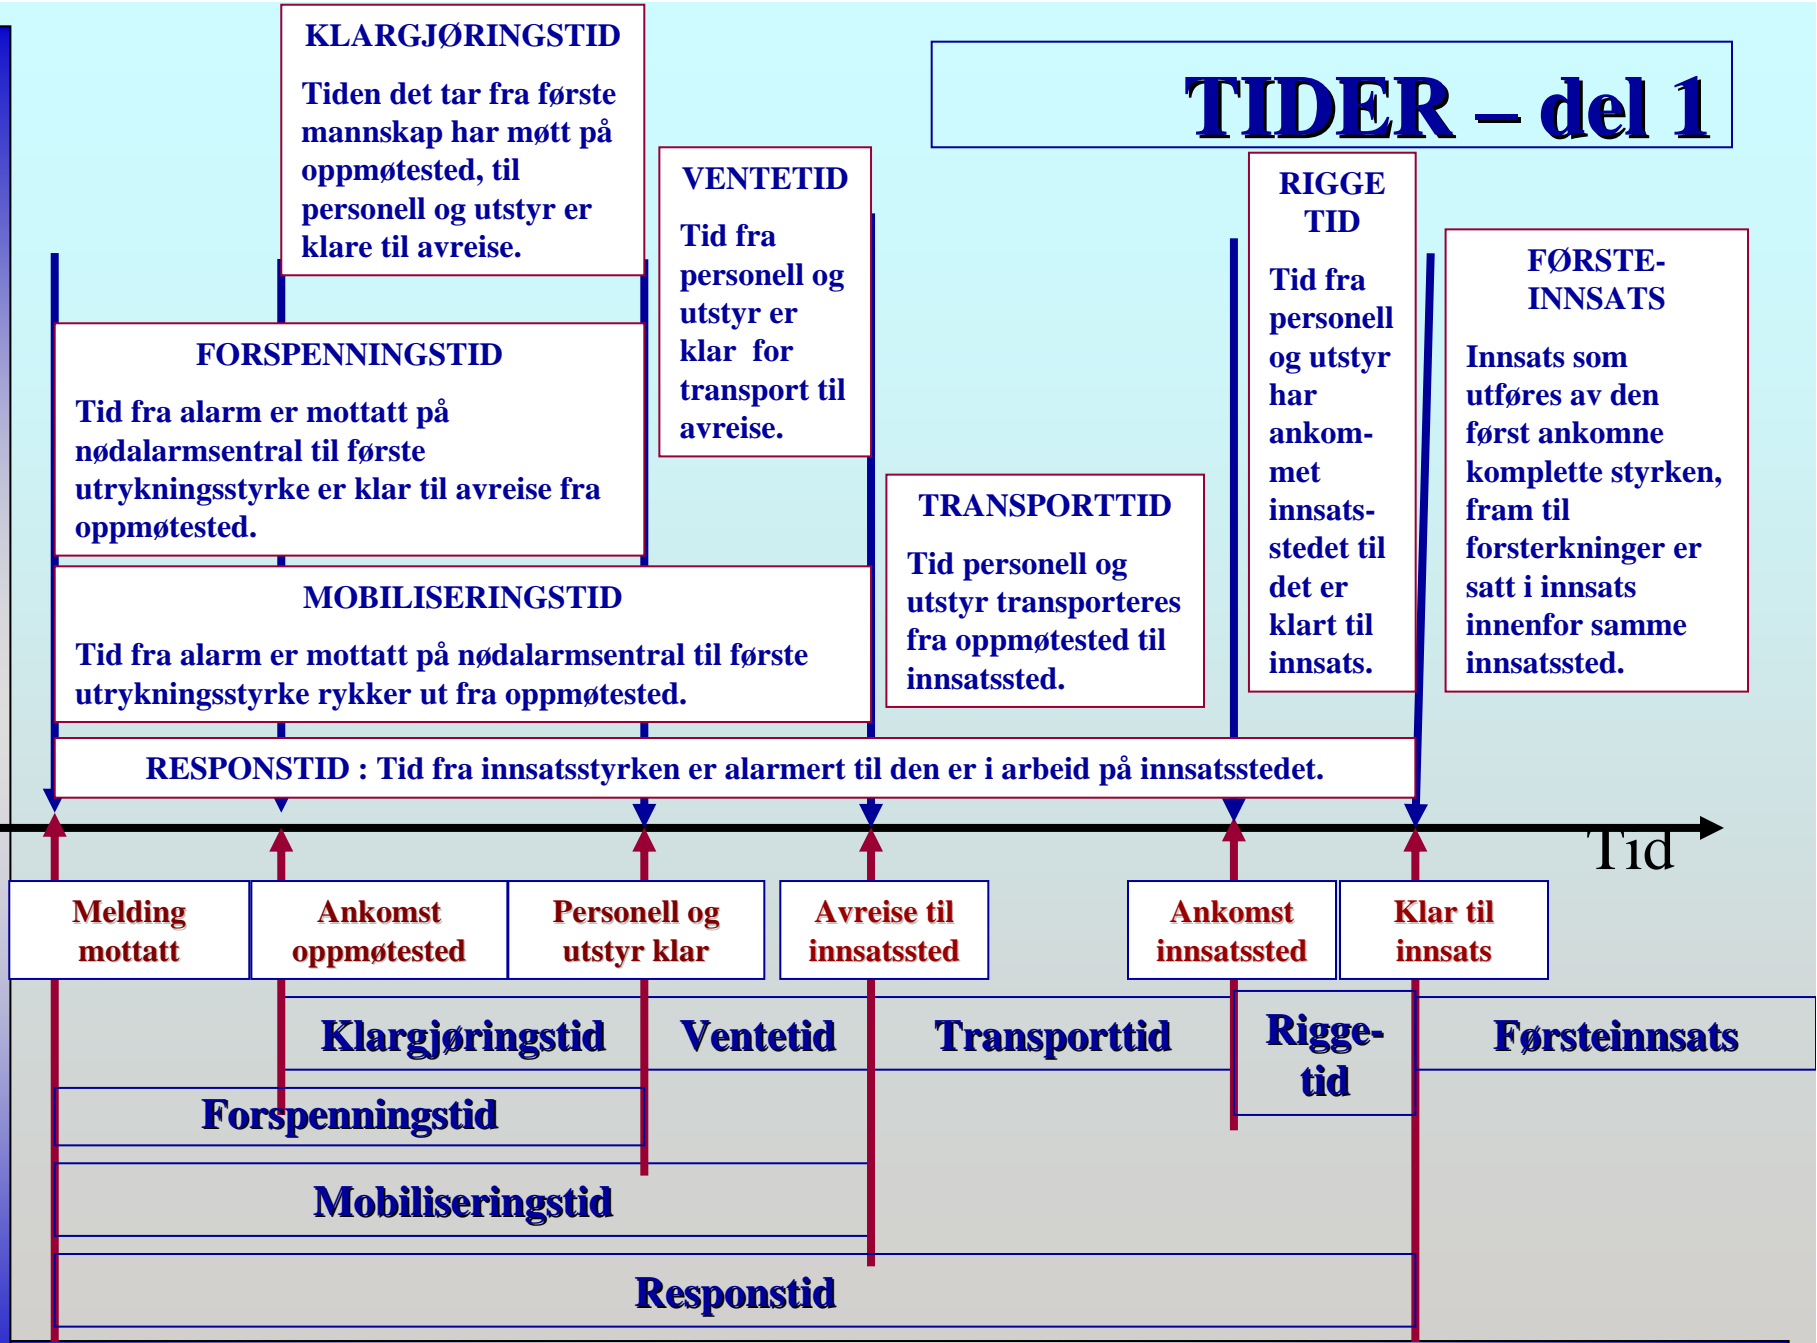 TIDER – del 1
KLARGJØRINGSTID
Tiden det tar fra første
mannskap har møtt på
oppmøtested, til
personell og utstyr er
klare til avreise.
VENTETID
Tid fra
personell og
utstyr er
klar for
transport til
avreise.
RIGGE
TID
Tid fra
personell
og utstyr
har
ankom-
met
innsats-
stedet til
det er
klart til
innsats.
FØRSTE-
INNSATS
Innsats som
utføres av den
først ankomne
komplette styrken,
fram til
forsterkninger er
satt i innsats
innenfor samme
innsatssted.
FORSPENNINGSTID
Tid fra alarm er mottatt på
nødalarmsentral til første
utrykningsstyrke er klar til avreise fra
oppmøtested.
TRANSPORTTID
Tid personell og
utstyr transporteres
fra oppmøtested til
innsatssted.
MOBILISERINGSTID
Tid fra alarm er mottatt på nødalarmsentral til første
utrykningsstyrke rykker ut fra oppmøtested.
RESPONSTID : Tid fra innsatsstyrken er alarmert til den er i arbeid på innsatsstedet.
Tid
Melding
mottatt
Ankomst
oppmøtested
Personell og
utstyr klar
Avreise til
innsatssted
Ankomst
innsatssted
Klar til
innsats
Klargjøringstid
Ventetid
Transporttid
Rigge-
tid
Førsteinnsats
Forspenningstid
Mobiliseringstid
Responstid